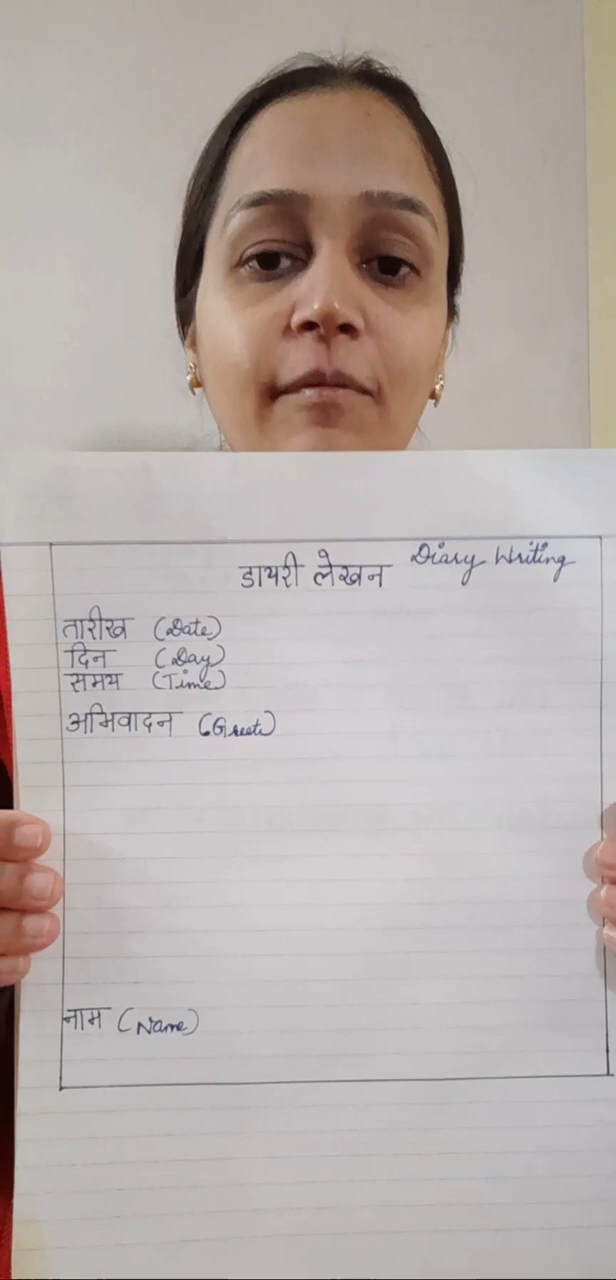 डायरी लेखन Diary Writing
तारीख (Date)
दिन (Day)
समय (Time)
अभिवादन (Greet)
नाम (Name)